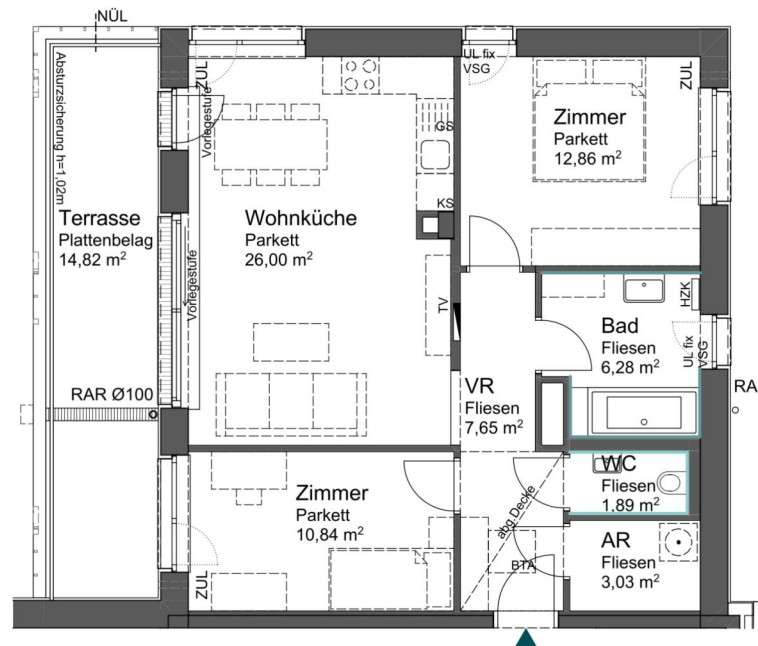 NÜL
Absturzsicherung h=1,02m
ZUL
Vorlegestufe
UL fix
VSG
ZUL
Zimmer
Parkett
12,86 m²
GS
KS
Terrasse
Plattenbelag
14,82 m²
Wohnküche
Parkett
26,00 m²
Vorlegestufe
TV
HZK
Bad
Fliesen
6,28 m²
UL fix
VSG
RAR Ø100
VR
Fliesen
7,65 m²
RA
Zimmer
Parkett
10,84 m²
WC
Fliesen
1,89 m²
abg.Decke
AR
Fliesen
3,03 m²
BTA
ZUL